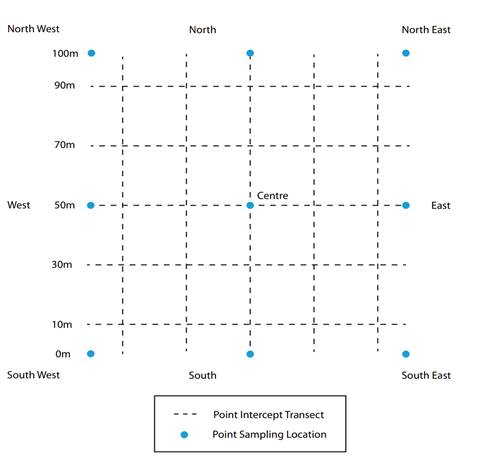 North West North North East
100m
90m
70m
Centre
West 50m East
30m
10m
0m
South West South South East
Point Intercept Transect
Point Sampling Location